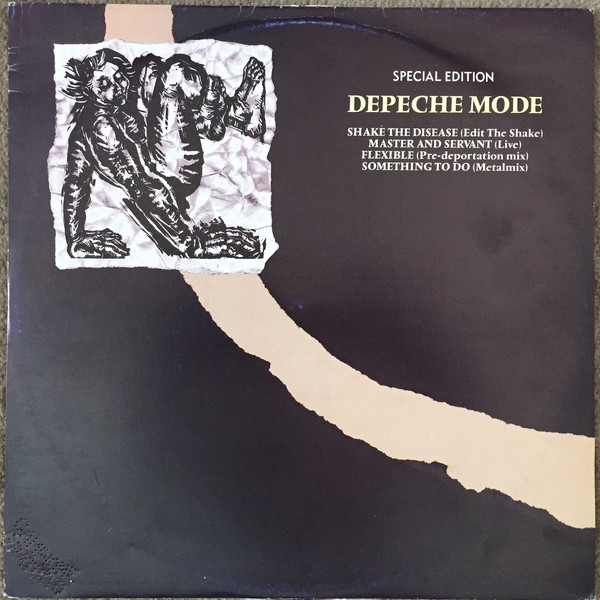 SPECIAL EDITION
DEPECHE MODE
SHAKE THE DISEASE (Edit The Shake)
MASTER AND SERVANT (Live)
FLEXIBLE (Pre-deportation mix)
SOMETHING TO DO (Metalmix)